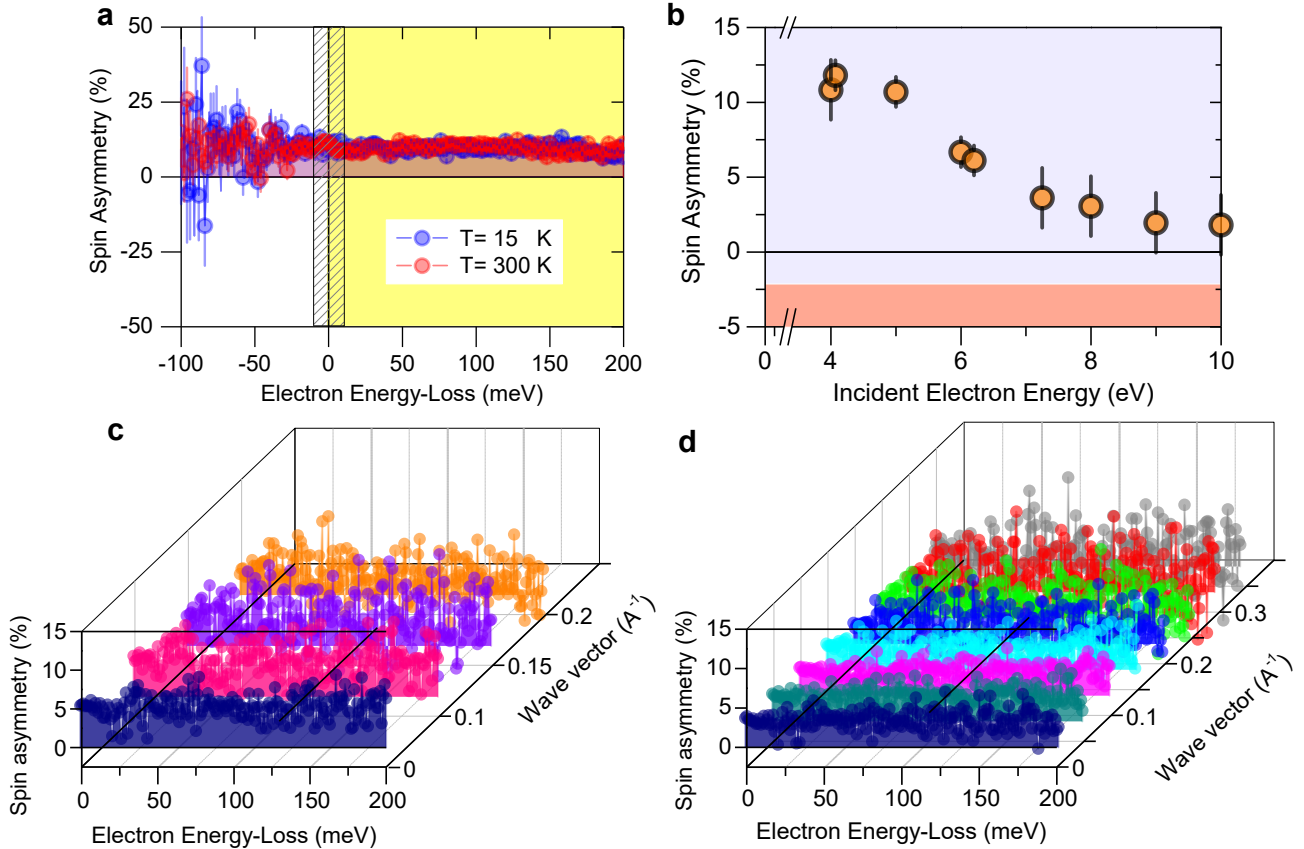 a
50
25
0
-25
-50
Spin Asymmetry (%)
T= 15 K
T= 300 K
-100 -50 0 50 100 150 200
Electron Energy-Loss (meV)
b
15
10
5
0
-5
Spin Asymmetry (%)
0 4 6 8 10
Incident Electron Energy (eV)
c
15
10
5
0
Spin asymmetry (%)
0 50 100 150 200
Electron Energy-Loss (meV)
0
0.1
0.15
0.2
Wave vector (A⁻¹)
d
15
10
5
0
Spin asymmetry (%)
0 50 100 150 200
Electron Energy-Loss (meV)
0
0.1
0.2
0.3
Wave vector (A⁻¹)